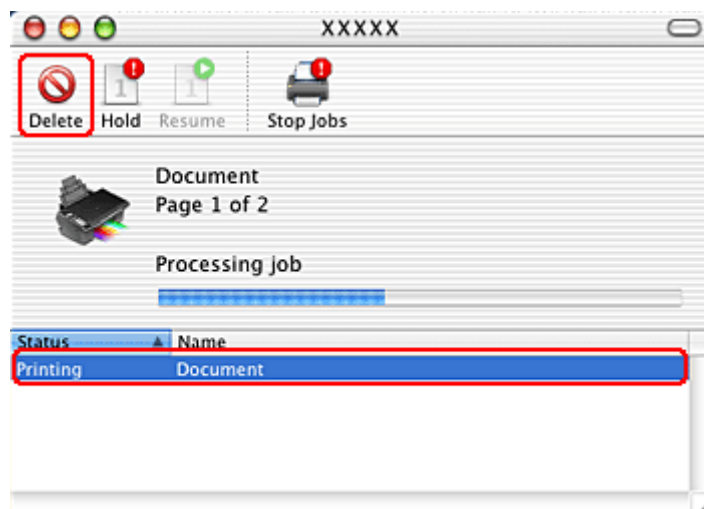 XXXXX
Delete Hold Resume Stop Jobs
Document
Page 1 of 2
Processing job
Status Name
Printing Document